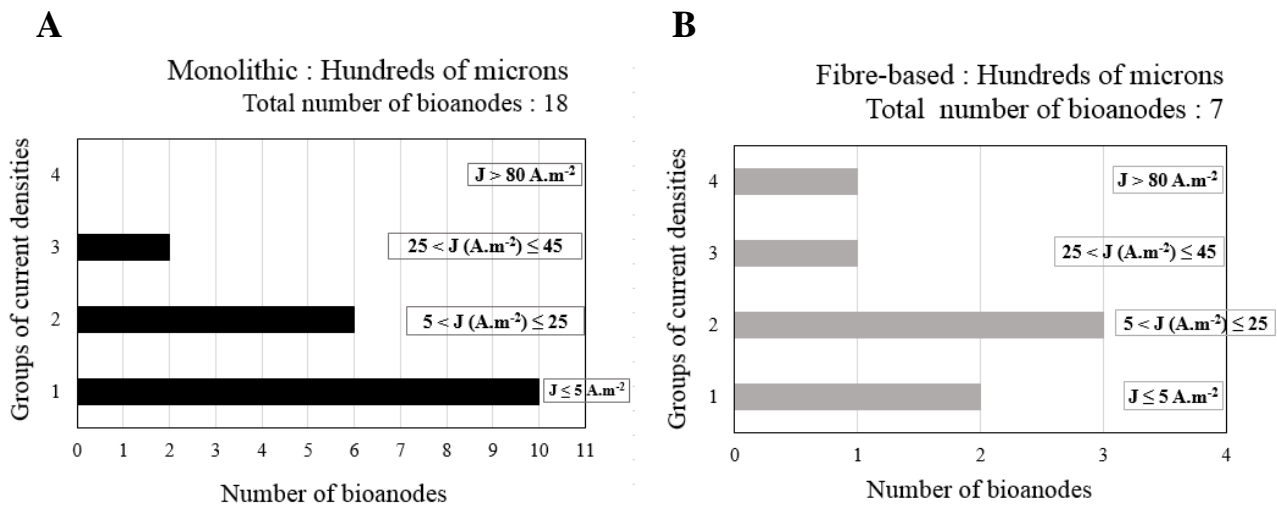 A
Monolithic : Hundreds of microns
Total number of bioanodes : 18
Groups of current densities
4
3
2
1
J > 80 A.m⁻²
25 < J (A.m⁻²) ≤ 45
5 < J (A.m⁻²) ≤ 25
J ≤ 5 A.m⁻²
0 1 2 3 4 5 6 7 8 9 10 11
Number of bioanodes
B
Fibre-based : Hundreds of microns
Total number of bioanodes : 7
Groups of current densities
4
3
2
1
J > 80 A.m⁻²
25 < J (A.m⁻²) ≤ 45
5 < J (A.m⁻²) ≤ 25
J ≤ 5 A.m⁻²
0 1 2 3 4
Number of bioanodes